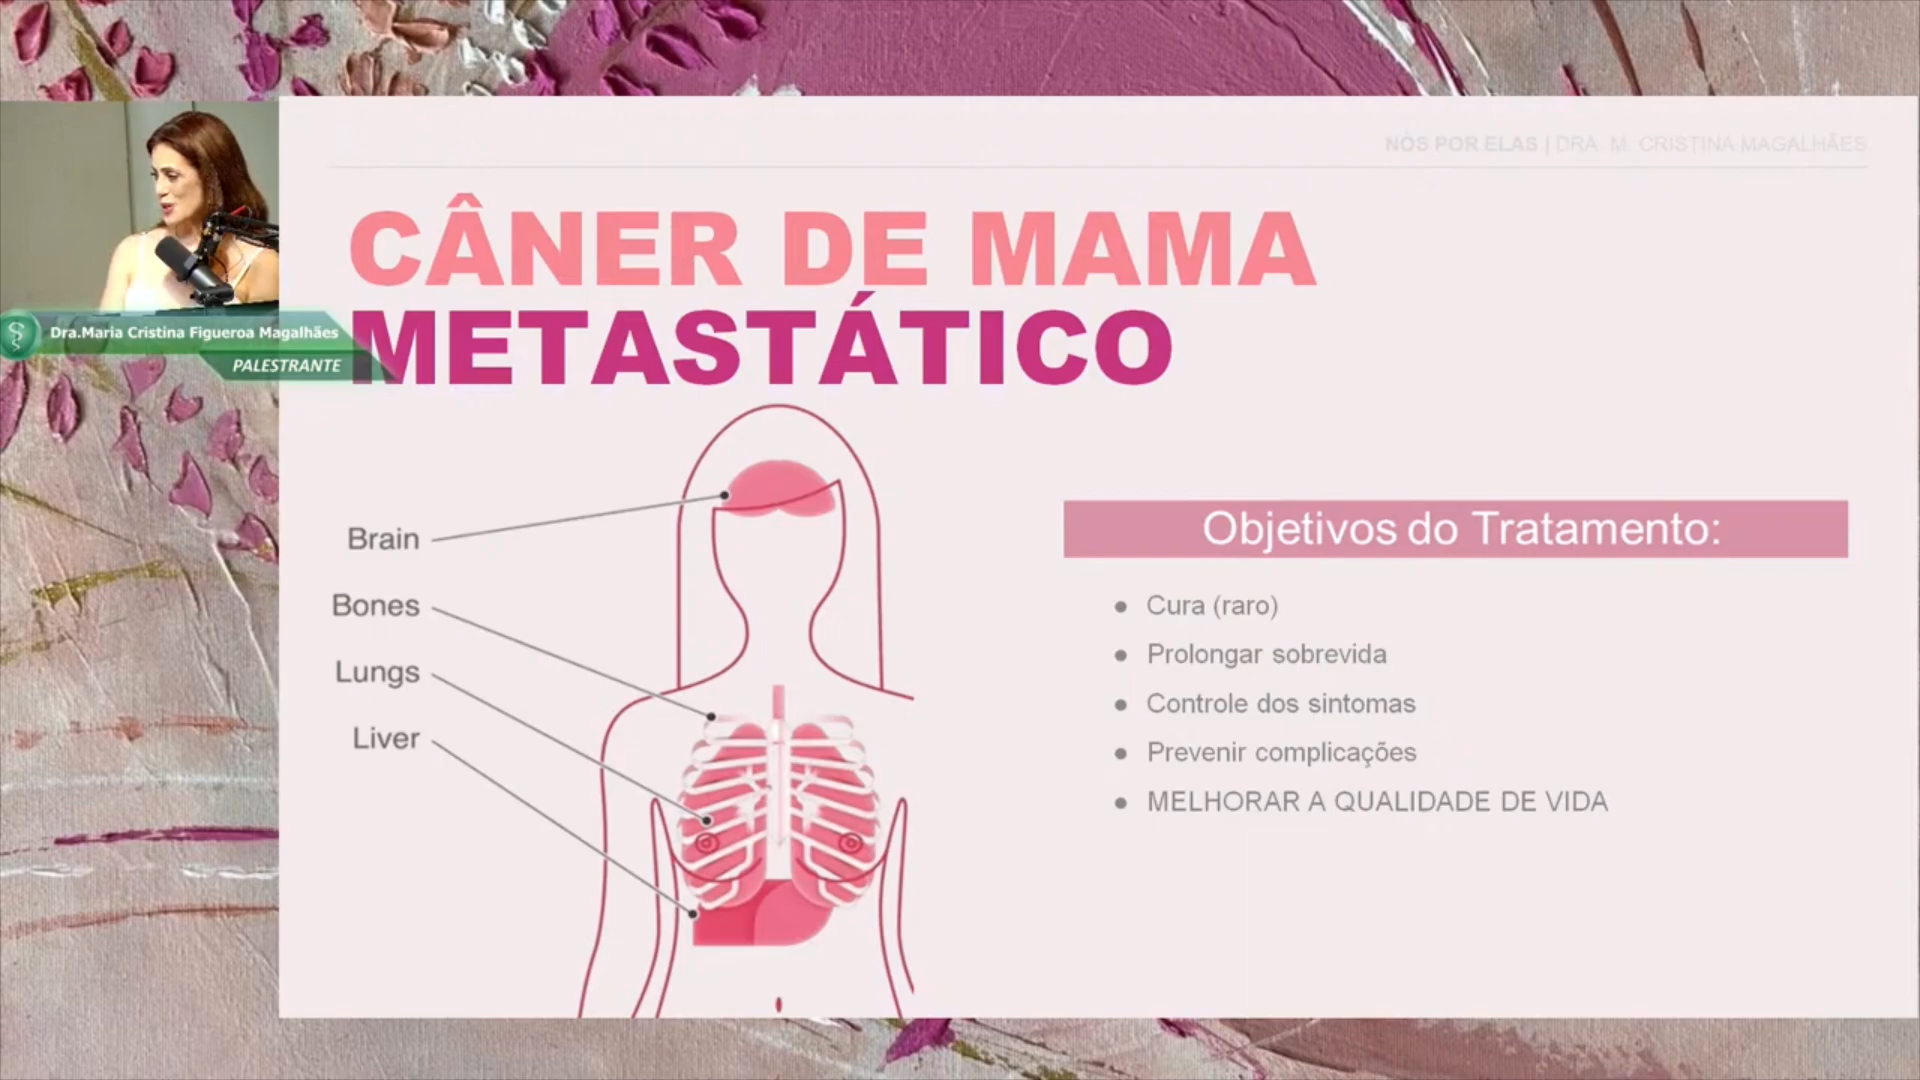 NÓS POR ELAS | DRA. M. CRISTINA MAGALHÃES
CÂNER DE MAMA
METASTÁTICO
Dra.Maria Cristina Figueroa Magalhães
PALESTRANTE
Brain
Bones
Lungs
Liver
Objetivos do Tratamento:
● Cura (raro)
● Prolongar sobrevida
● Controle dos sintomas
● Prevenir complicações
● MELHORAR A QUALIDADE DE VIDA